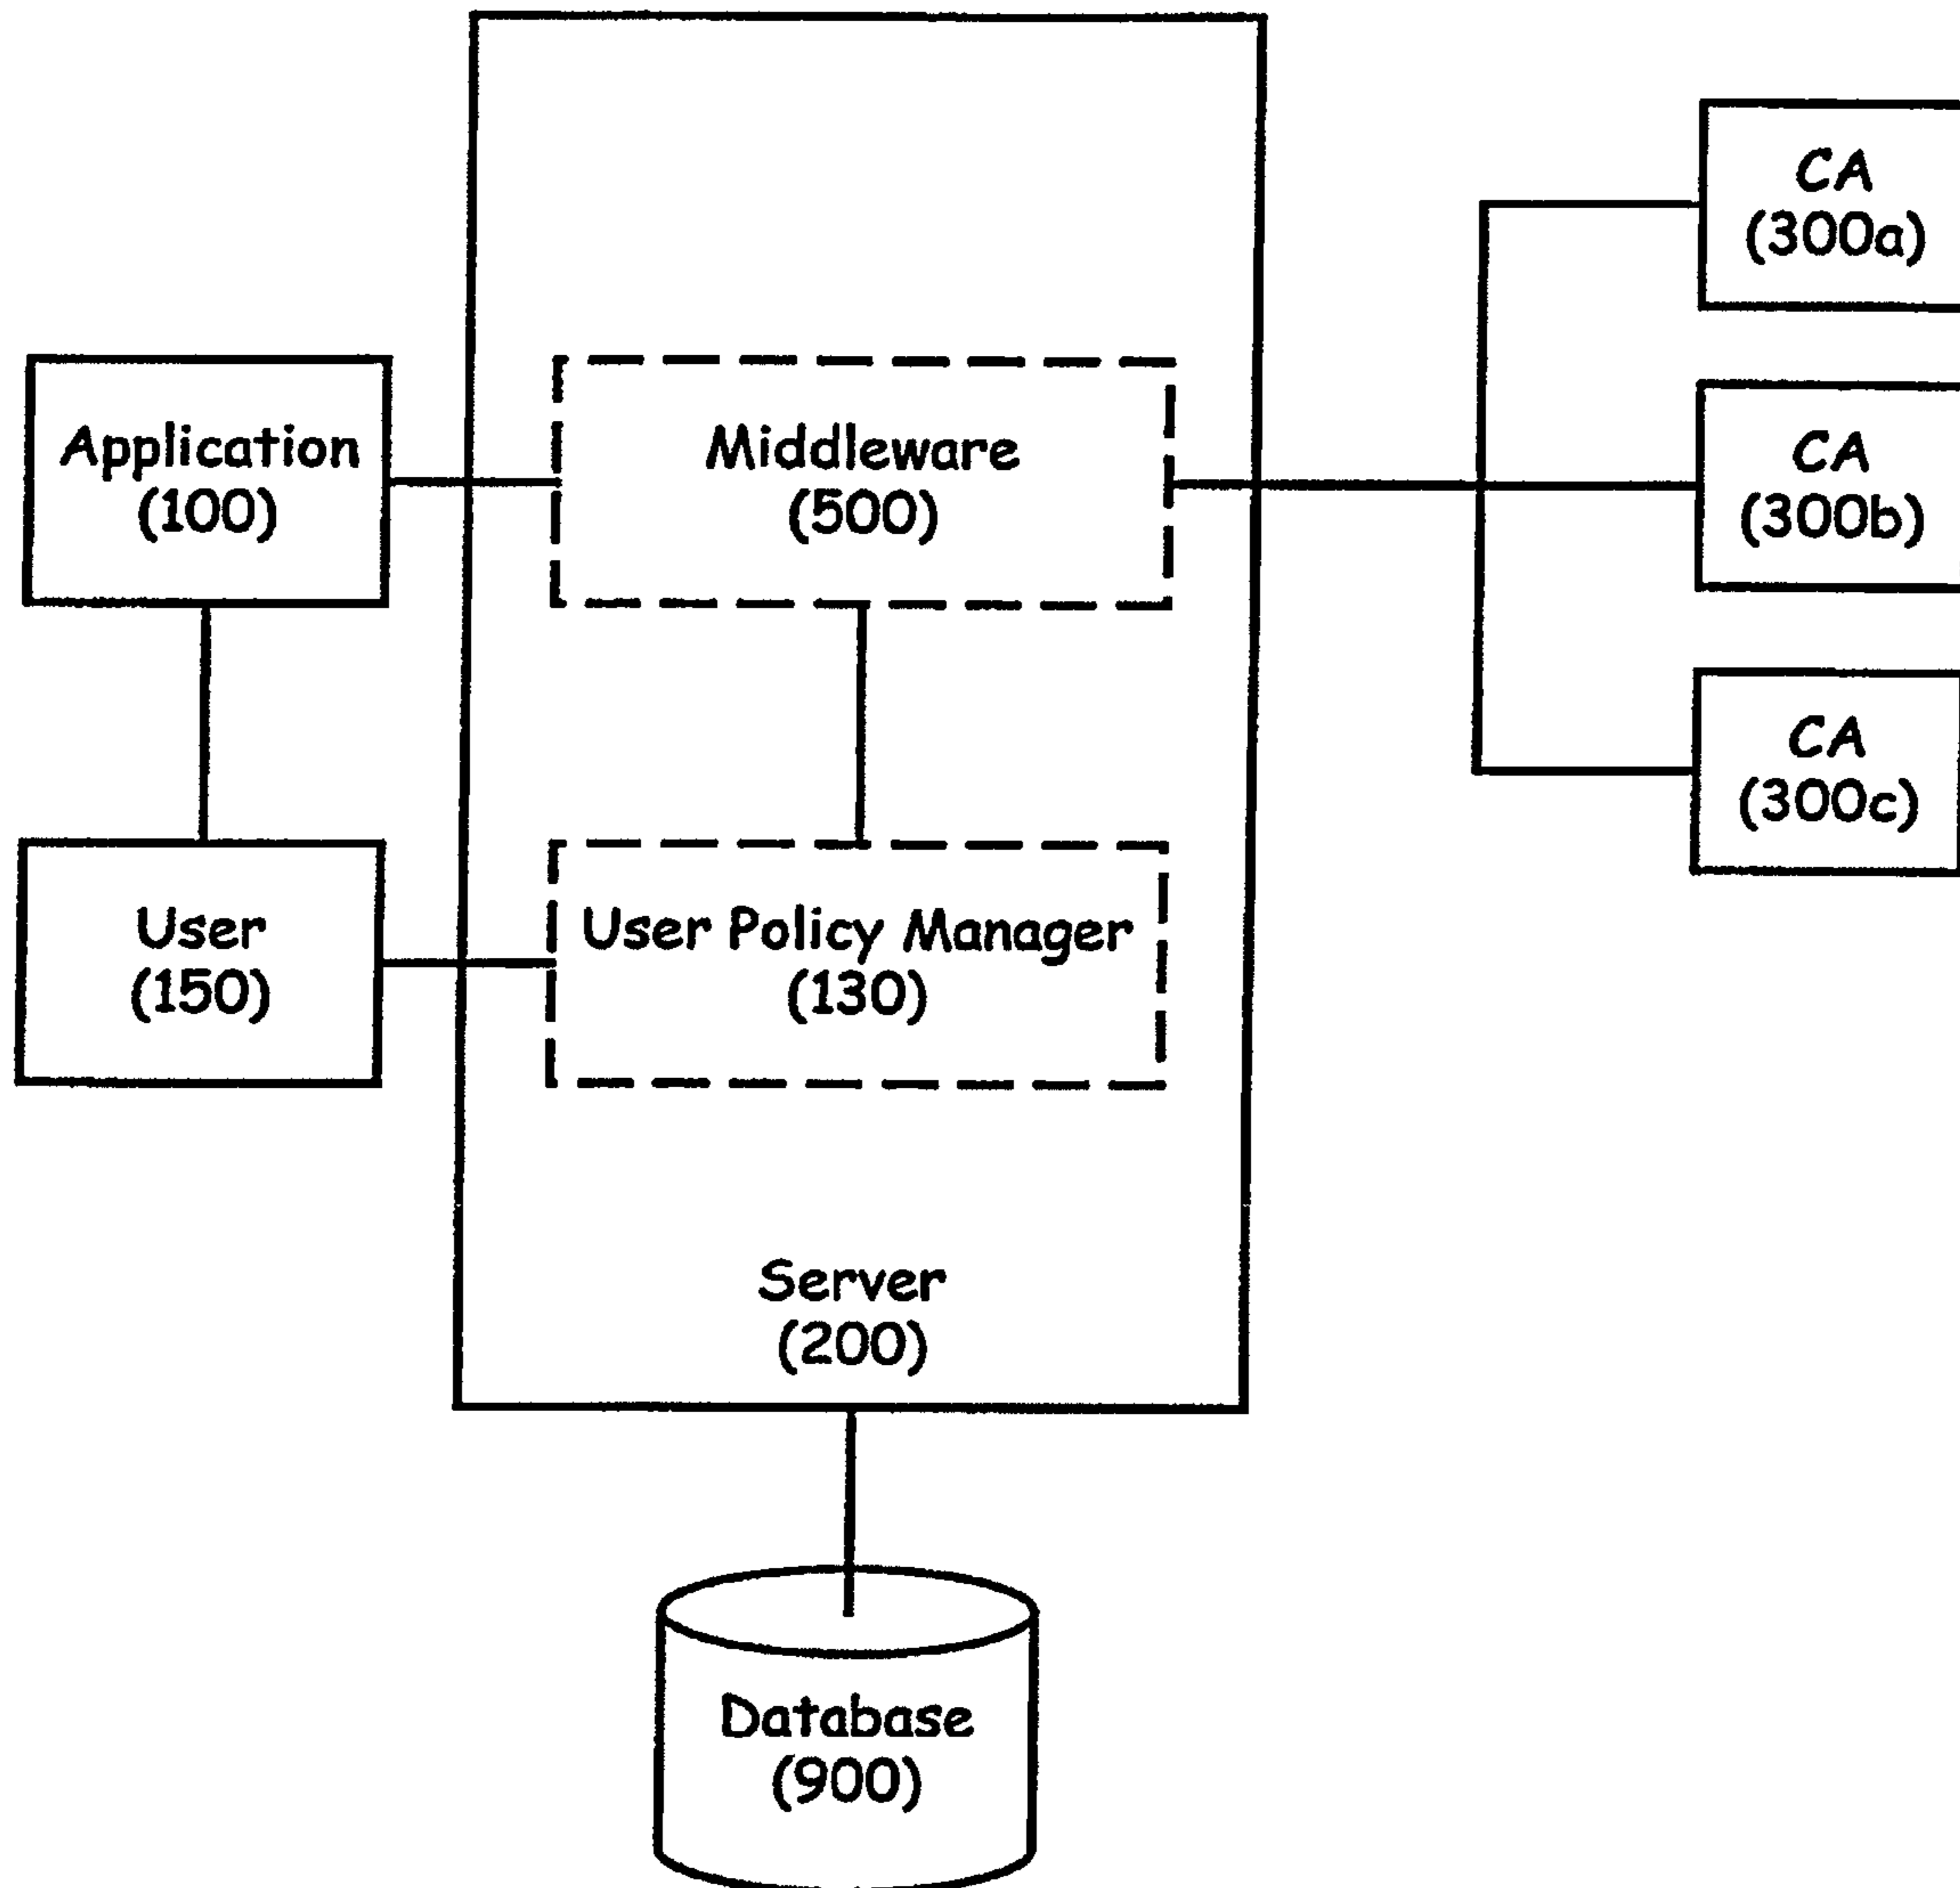 CA
(300a)
Application
(100)
Middleware
(500)
CA
(300b)
CA
(300c)
User
(150)
User Policy Manager
(130)
Server
(200)
Database
(900)